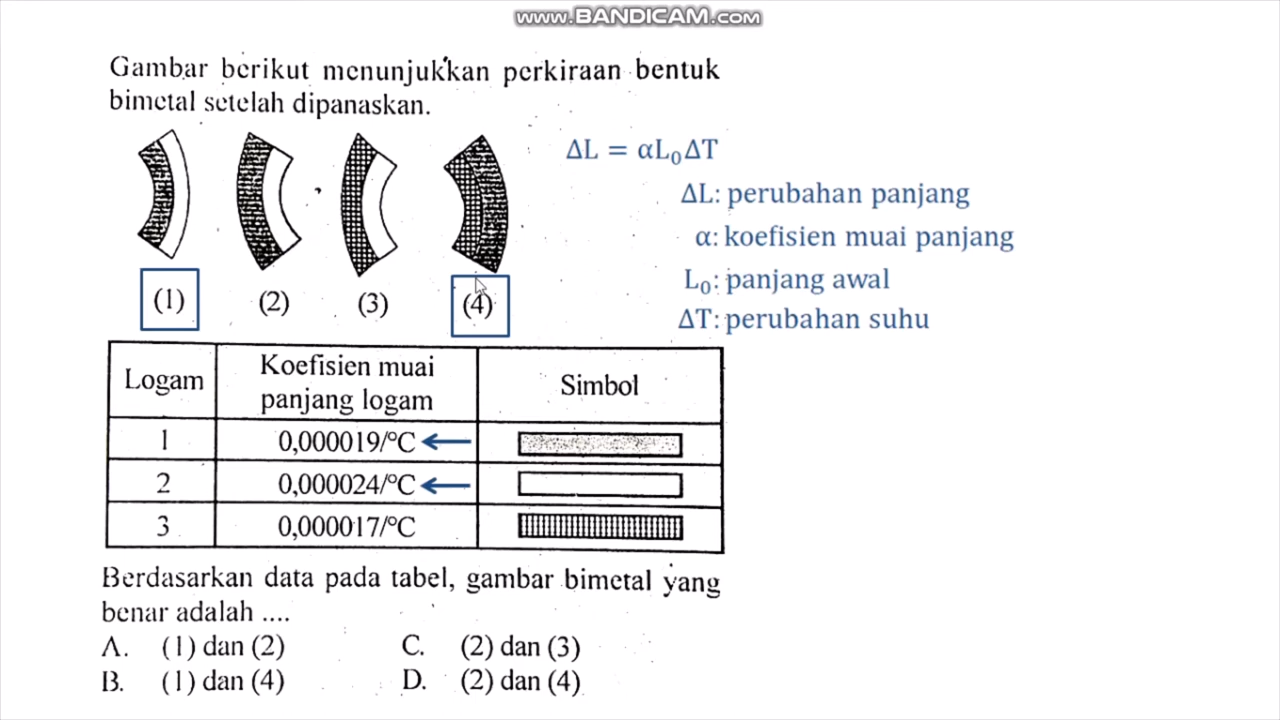 www.BANDICAM.com
Gambar berikut menunjukkan perkiraan bentuk
bimetal setelah dipanaskan.
ΔL = αL₀ΔT
ΔL: perubahan panjang
α: koefisien muai panjang
L₀: panjang awal
ΔT: perubahan suhu
(1) (2) (3) (4)
Logam Koefisien muai panjang logam Simbol
1 0,000019/°C
2 0,000024/°C
3 0,000017/°C
Berdasarkan data pada tabel, gambar bimetal yang
benar adalah ....
A. (1) dan (2) C. (2) dan (3)
B. (1) dan (4) D. (2) dan (4)